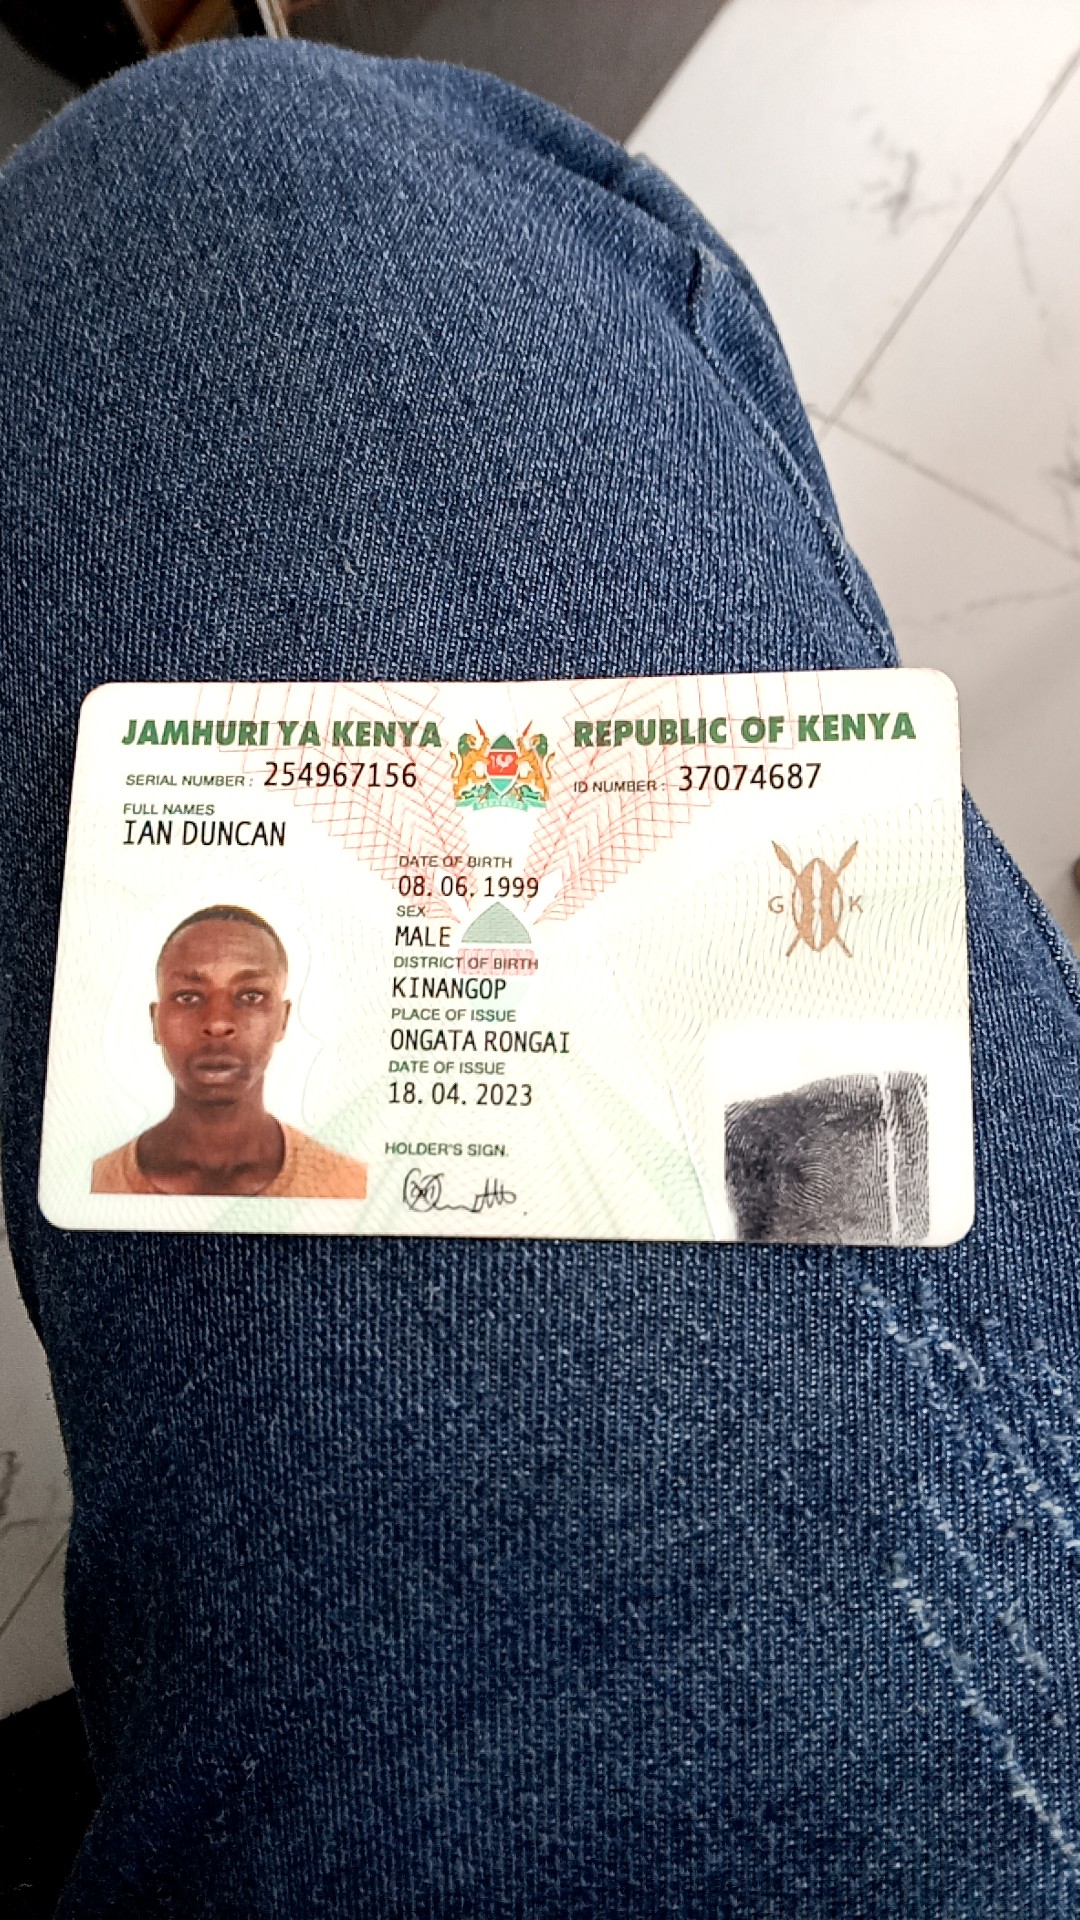 JAMHURI YA KENYA REPUBLIC OF KENYA
SERIAL NUMBER: 254967156 ID NUMBER: 37074687
FULL NAMES
IAN DUNCAN
DATE OF BIRTH
08. 06. 1999
SEX
MALE
DISTRICT OF BIRTH
KINANGOP
PLACE OF ISSUE
ONGATA RONGAI
DATE OF ISSUE
18. 04. 2023
HOLDER'S SIGN.
G K